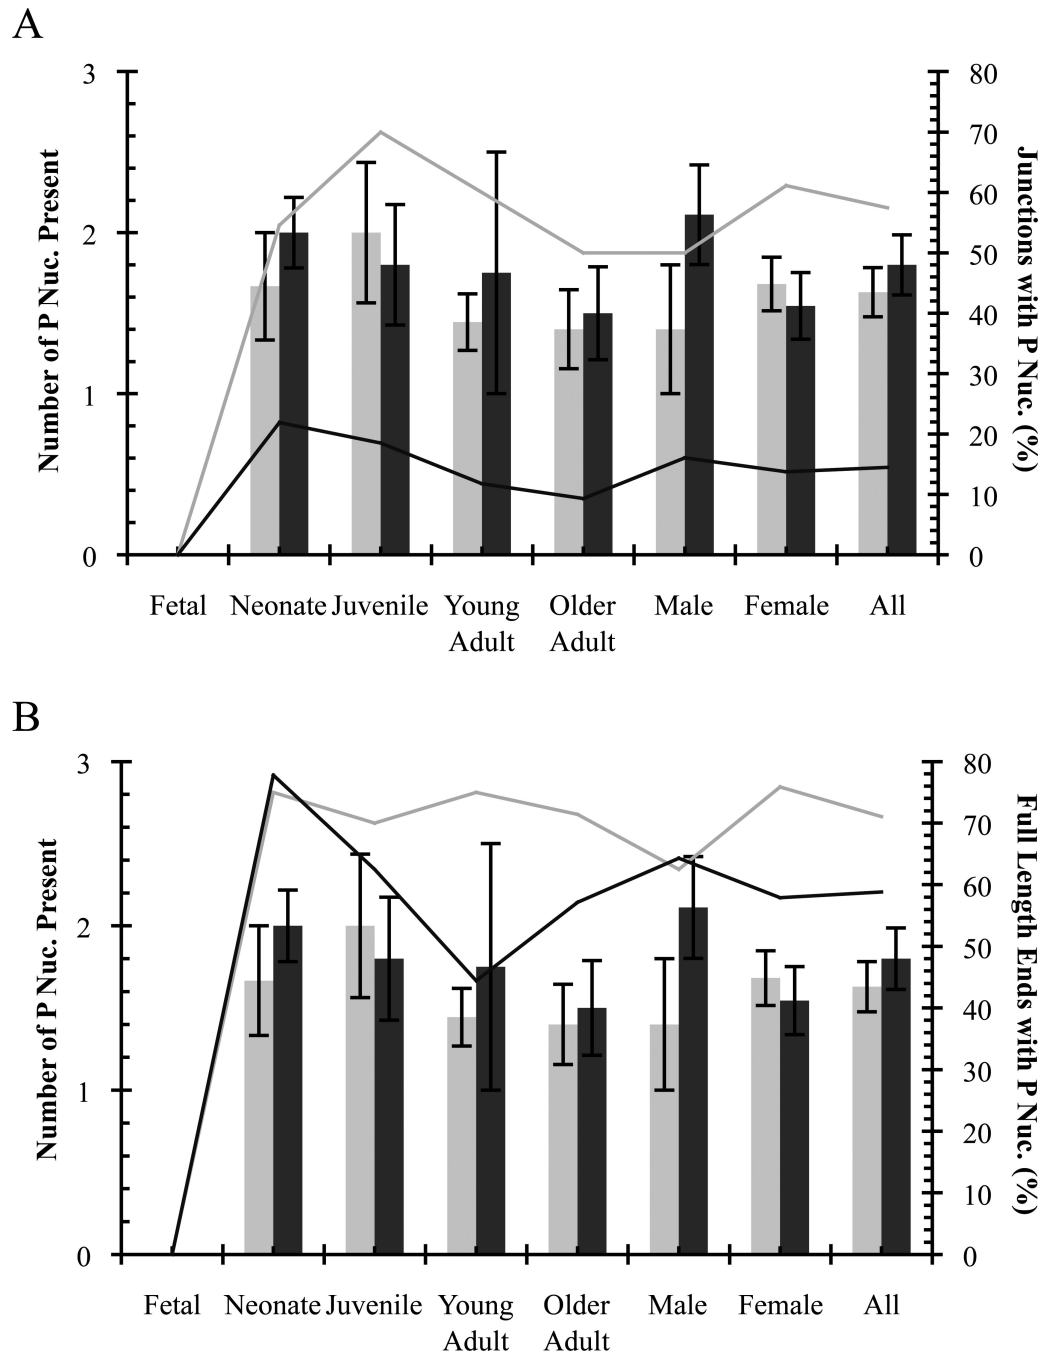 A
3
2
1
0
Number of P Nuc. Present
80
70
60
50
40
30
20
10
0
Junctions with P Nuc. (%)
Fetal Neonate Juvenile Young Older Male Female All
Adult Adult
B
3
2
1
0
Number of P Nuc. Present
80
70
60
50
40
30
20
10
0
Full Length Ends with P Nuc. (%)
Fetal Neonate Juvenile Young Older Male Female All
Adult Adult